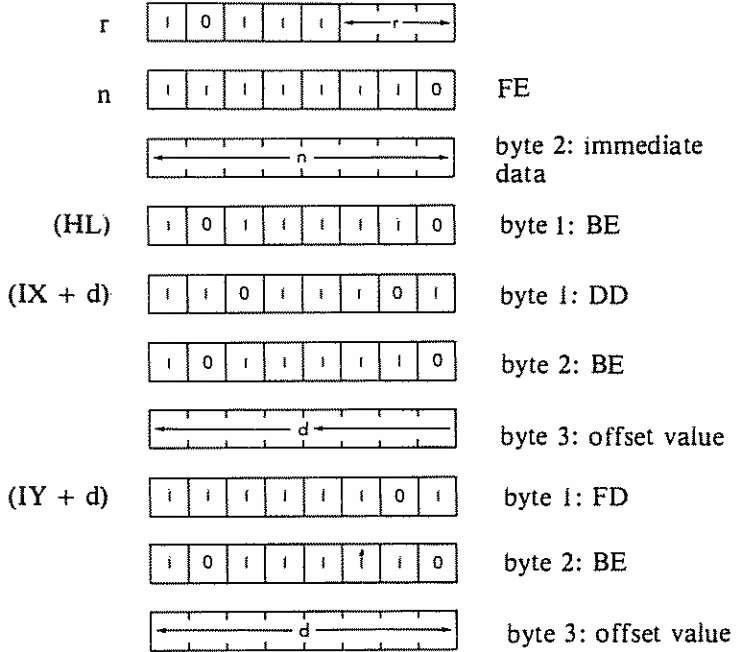 r 1 0 1 1 1 r
n 1 1 1 1 1 1 1 0 FE
n byte 2: immediate
data
(HL) 1 0 1 1 1 1 1 0 byte 1: BE
(IX + d) 1 1 0 1 1 1 0 1 byte 1: DD
1 0 1 1 1 1 1 0 byte 2: BE
d byte 3: offset value
(IY + d) 1 1 1 1 1 1 0 1 byte 1: FD
1 0 1 1 1 1 1 0 byte 2: BE
d byte 3: offset value